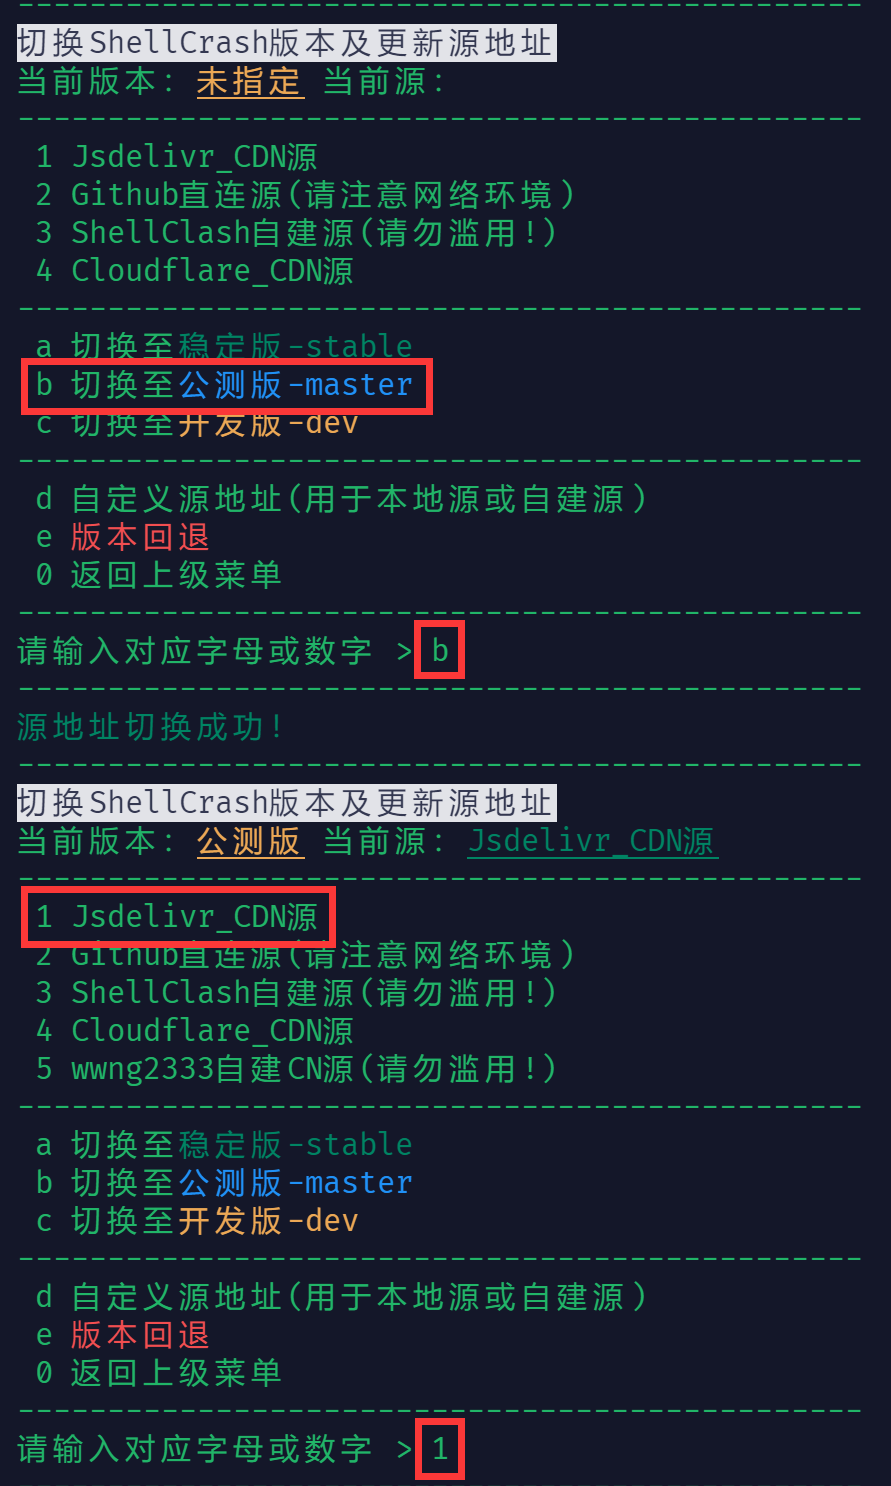 切换ShellCrash版本及更新源地址
当前版本: 未指定 当前源:
---
1 Jsdelivr_CDN源
2 Github直连源(请注意网络环境)
3 ShellClash自建源(请勿滥用!)
4 Cloudflare_CDN源
---
a 切换至稳定版-stable
b 切换至公测版-master
c 切换至开发版-dev
---
d 自定义源地址(用于本地源或自建源)
e 版本回退
0 返回上级菜单
---
请输入对应字母或数字 >b
---
源地址切换成功!
---
切换ShellCrash版本及更新源地址
当前版本: 公测版 当前源: Jsdelivr_CDN源
---
1 Jsdelivr_CDN源
2 Github直连源(请注意网络环境)
3 ShellClash自建源(请勿滥用!)
4 Cloudflare_CDN源
5 wwng2333自建CN源(请勿滥用!)
---
a 切换至稳定版-stable
b 切换至公测版-master
c 切换至开发版-dev
---
d 自定义源地址(用于本地源或自建源)
e 版本回退
0 返回上级菜单
---
请输入对应字母或数字 >1